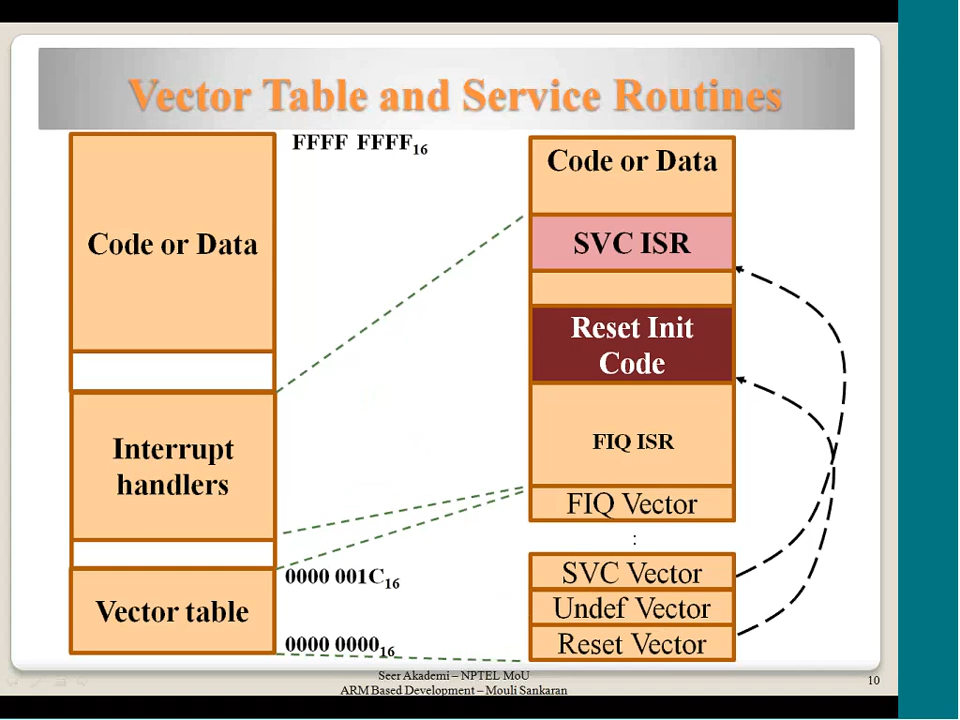 Vector Table and Service Routines
FFFF FFFF16
Code or Data
Interrupt
handlers
0000 001C16
Vector table
0000 000016
Code or Data
SVC ISR
Reset Init
Code
FIQ ISR
FIQ Vector
:
SVC Vector
Undef Vector
Reset Vector
Seer Akademi – NPTEL MoU
ARM Based Development – Mouli Sankaran
10